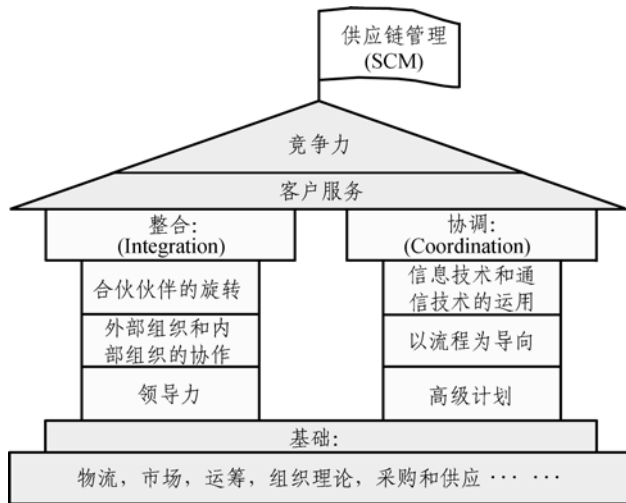 供应链管理
(SCM)
竞争力
客户服务
整合:
(Integration)
合伙伙伴的旋转
外部组织和内
部组织的协作
领导力
协调:
(Coordination)
信息技术和通
信技术的运用
以流程为导向
高级计划
基础:
物流, 市场, 运筹, 组织理论, 采购和供应 … …